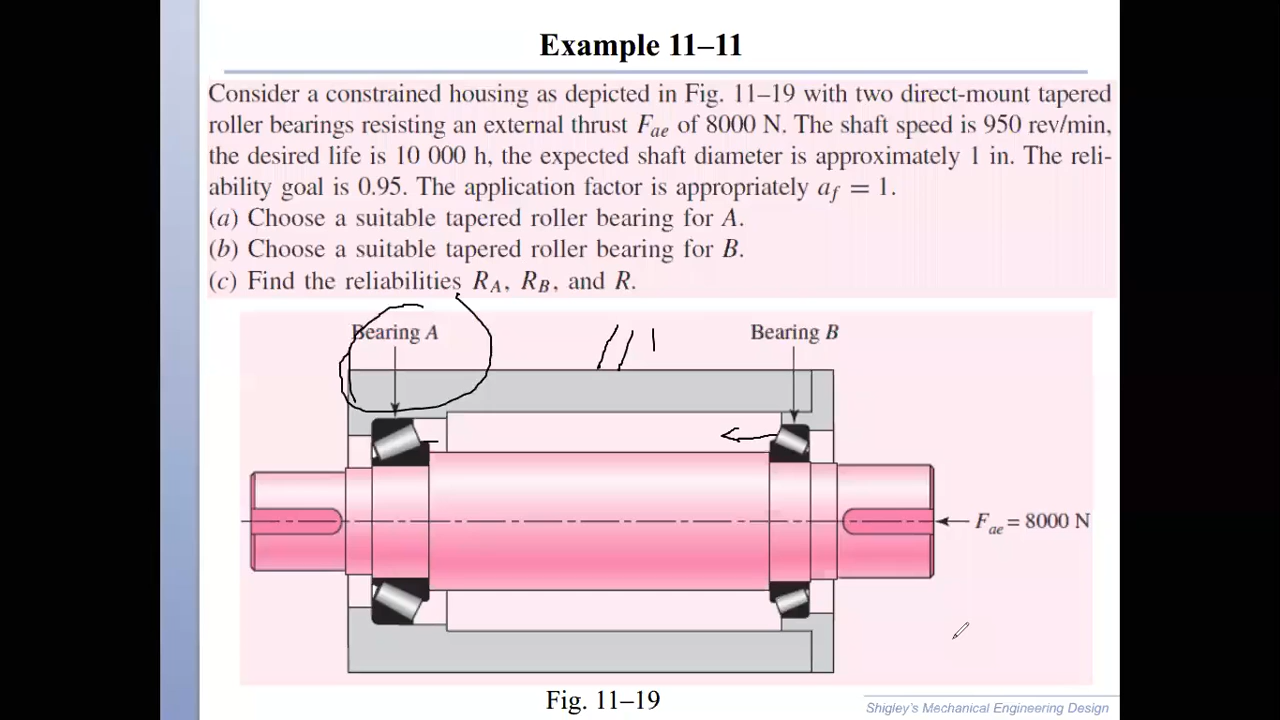 Example 11–11
Consider a constrained housing as depicted in Fig. 11–19 with two direct-mount tapered
roller bearings resisting an external thrust Fae of 8000 N. The shaft speed is 950 rev/min,
the desired life is 10 000 h, the expected shaft diameter is approximately 1 in. The reli-
ability goal is 0.95. The application factor is appropriately af = 1.
(a) Choose a suitable tapered roller bearing for A.
(b) Choose a suitable tapered roller bearing for B.
(c) Find the reliabilities RA, RB, and R.
Bearing A
Bearing B
Fae = 8000 N
Fig. 11–19
Shigley's Mechanical Engineering Design